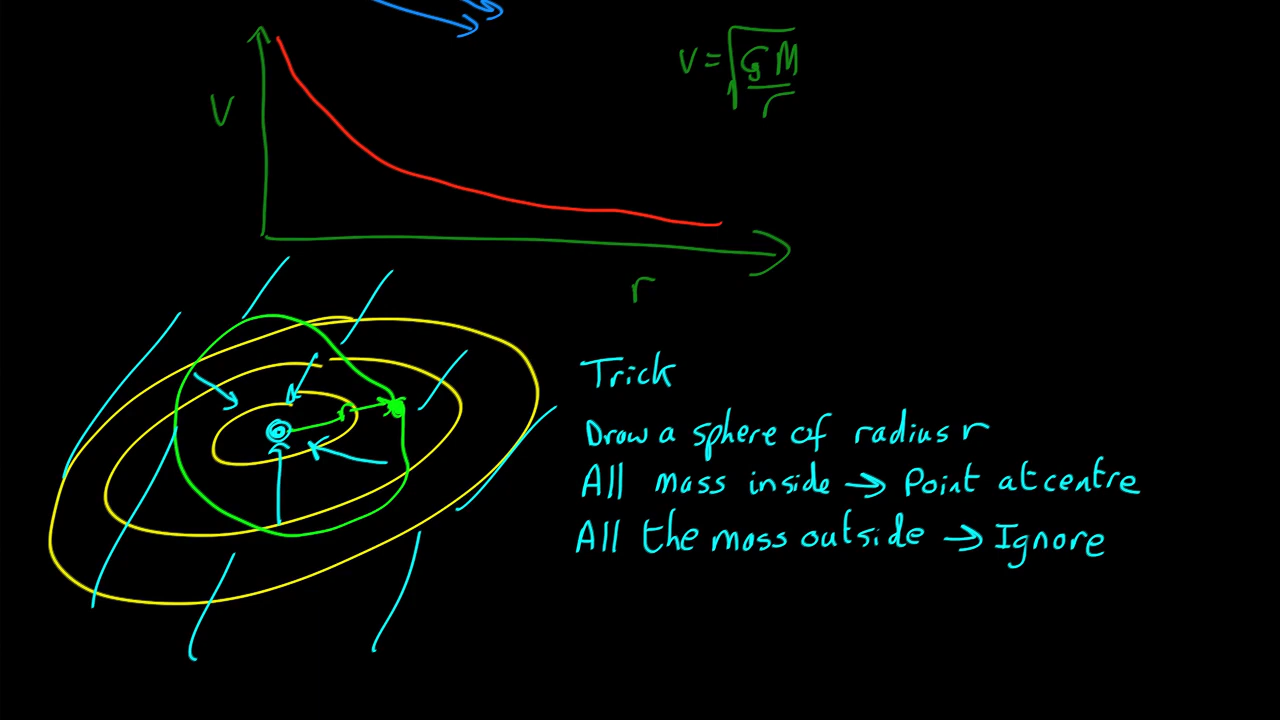 V
v = √(GM/r)
r
Trick
Draw a sphere of radius r
All mass inside → Point at centre
All the mass outside → Ignore